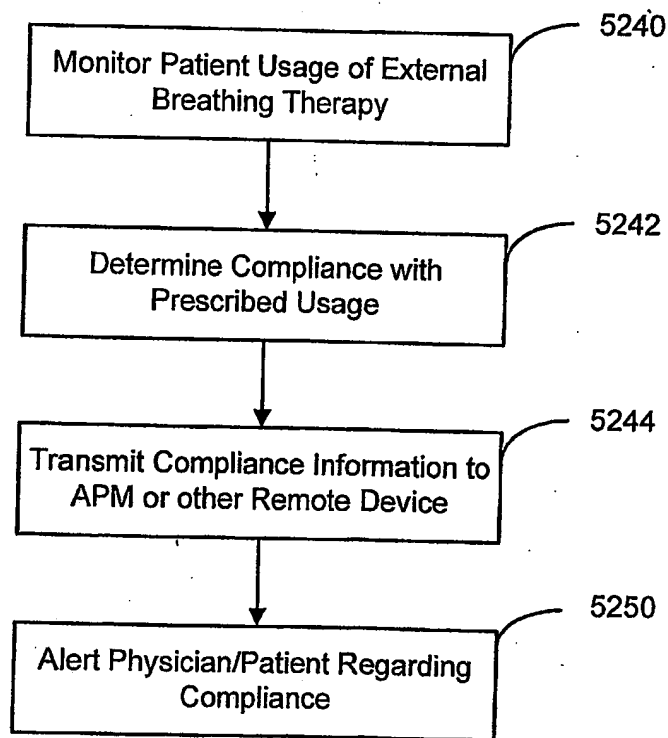 5240
Monitor Patient Usage of External
Breathing Therapy
5242
Determine Compliance with
Prescribed Usage
5244
Transmit Compliance Information to
APM or other Remote Device
5250
Alert Physician/Patient Regarding
Compliance